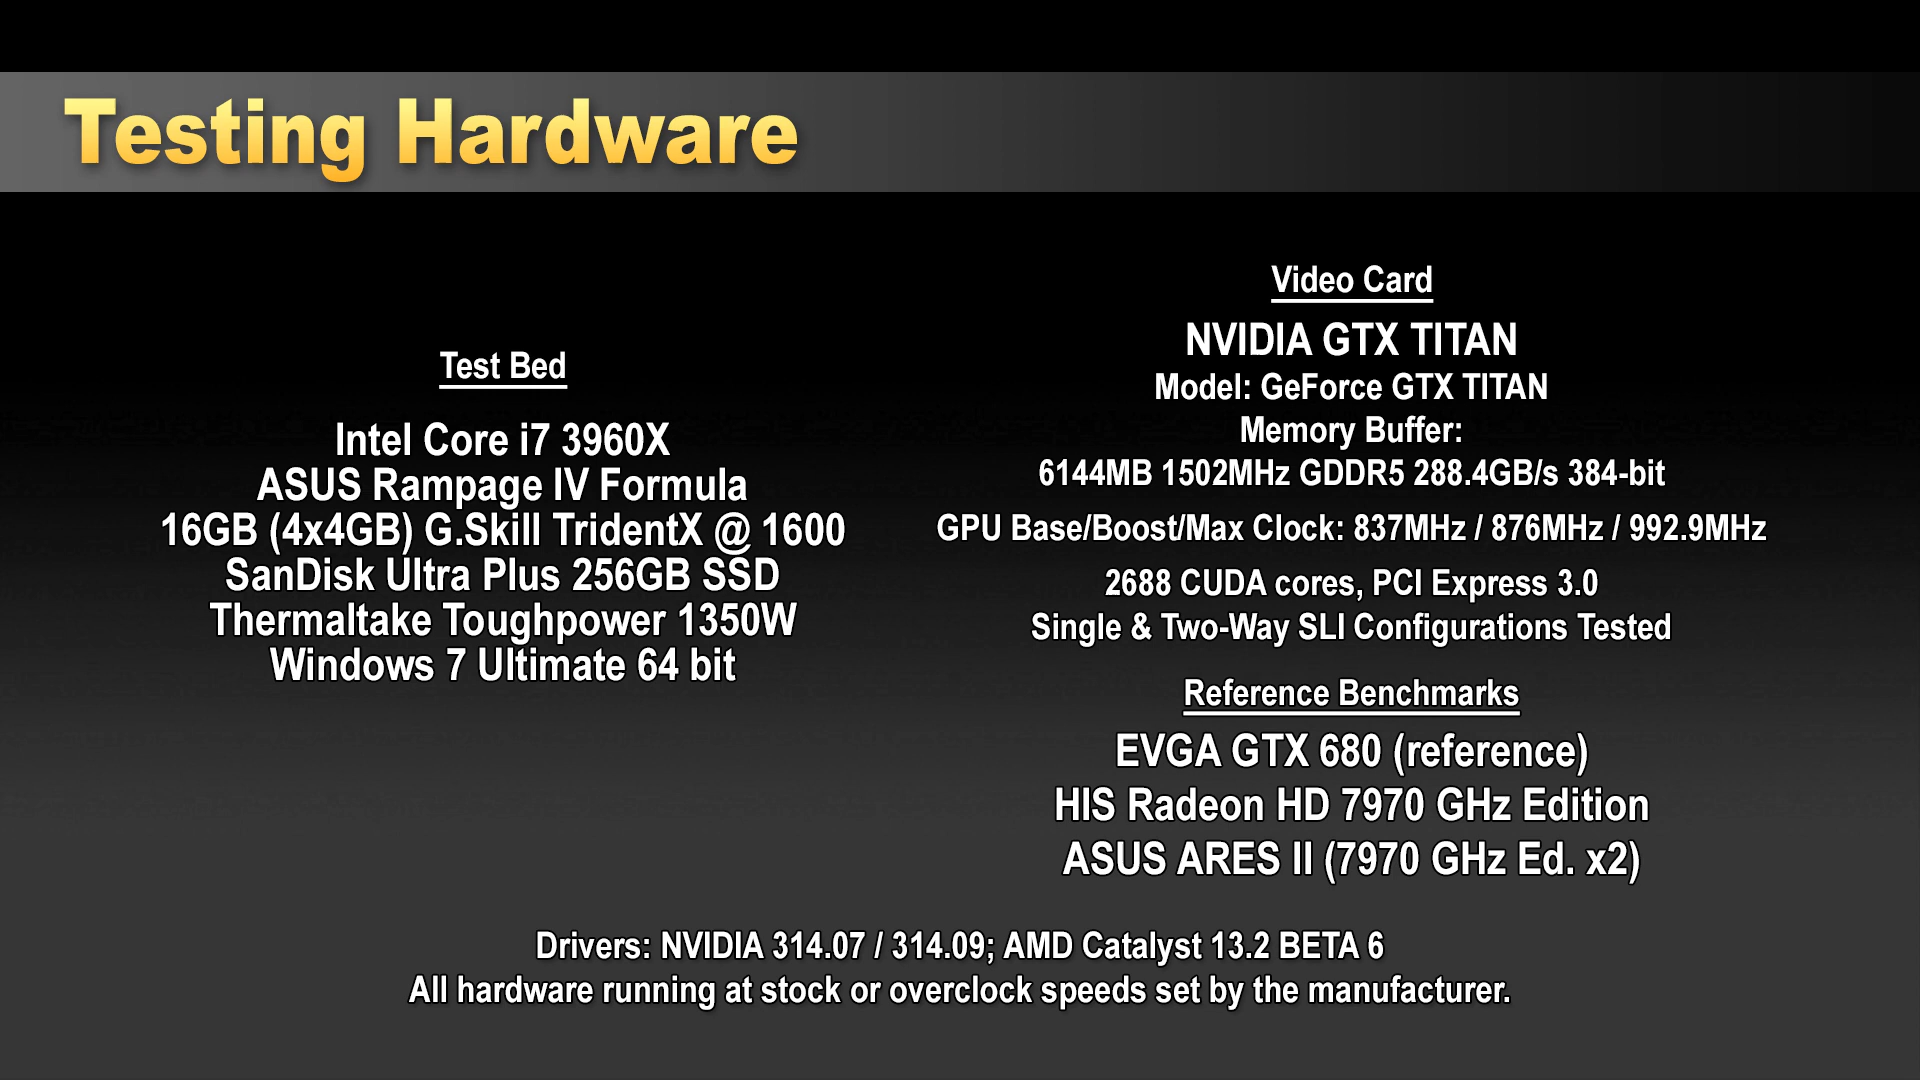 Testing Hardware
Test Bed
Intel Core i7 3960X
ASUS Rampage IV Formula
16GB (4x4GB) G.Skill TridentX @ 1600
SanDisk Ultra Plus 256GB SSD
Thermaltake Toughpower 1350W
Windows 7 Ultimate 64 bit
Video Card
NVIDIA GTX TITAN
Model: GeForce GTX TITAN
Memory Buffer:
6144MB 1502MHz GDDR5 288.4GB/s 384-bit
GPU Base/Boost/Max Clock: 837MHz / 876MHz / 992.9MHz
2688 CUDA cores, PCI Express 3.0
Single & Two-Way SLI Configurations Tested
Reference Benchmarks
EVGA GTX 680 (reference)
HIS Radeon HD 7970 GHz Edition
ASUS ARES II (7970 GHz Ed. x2)
Drivers: NVIDIA 314.07 / 314.09; AMD Catalyst 13.2 BETA 6
All hardware running at stock or overclock speeds set by the manufacturer.